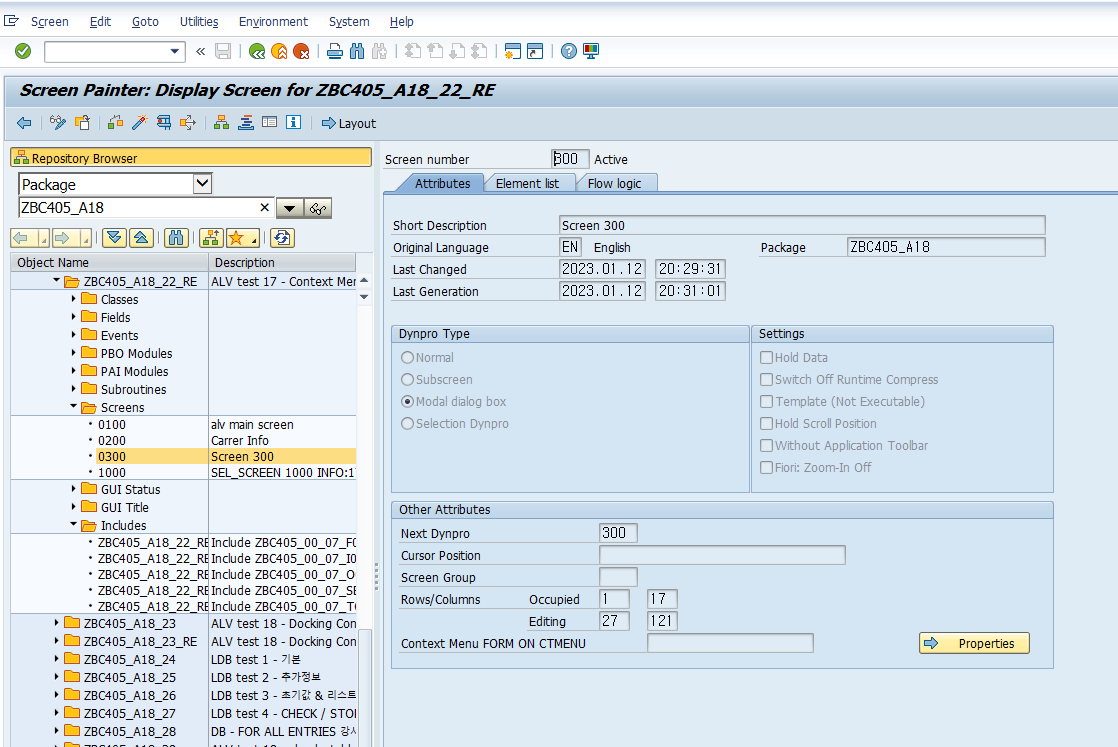 Screen Edit Goto Utilities Environment System Help
Screen Painter: Display Screen for ZBC405_A18_22_RE
Layout
Repository Browser
Package
ZBC405_A18
Object Name Description
ZBC405_A18_22_RE ALV test 17 - Context Mer
Classes
Fields
Events
PBO Modules
PAI Modules
Subroutines
Screens
0100 alv main screen
0200 Carrer Info
0300 Screen 300
1000 SEL_SCREEN 1000 INFO:1
GUI Status
GUI Title
Includes
ZBC405_A18_22_RE Include ZBC405_00_07_FO
ZBC405_A18_22_RE Include ZBC405_00_07_I0
ZBC405_A18_22_RE Include ZBC405_00_07_O
ZBC405_A18_22_RE Include ZBC405_00_07_SE
ZBC405_A18_22_RE Include ZBC405_00_07_TO
ZBC405_A18_23 ALV test 18 - Docking Con
ZBC405_A18_23_RE ALV test 18 - Docking Con
ZBC405_A18_24 LDB test 1 - 기본
ZBC405_A18_25 LDB test 2 - 추가정보
ZBC405_A18_26 LDB test 3 - 초기값 & 리스트
ZBC405_A18_27 LDB test 4 - CHECK / STO
ZBC405_A18_28 DB - FOR ALL ENTRIES 강사
Screen number 300 Active
Attributes Element list Flow logic
Short Description Screen 300
Original Language EN English Package ZBC405_A18
Last Changed 2023.01.12 20:29:31
Last Generation 2023.01.12 20:31:01
Dynpro Type
Normal
Subscreen
Modal dialog box
Selection Dynpro
Settings
Hold Data
Switch Off Runtime Compress
Template (Not Executable)
Hold Scroll Position
Without Application Toolbar
Fiori: Zoom-In Off
Other Attributes
Next Dynpro 300
Cursor Position
Screen Group
Rows/Columns Occupied 1 17
Editing 27 121
Context Menu FORM ON CTMENU
Properties